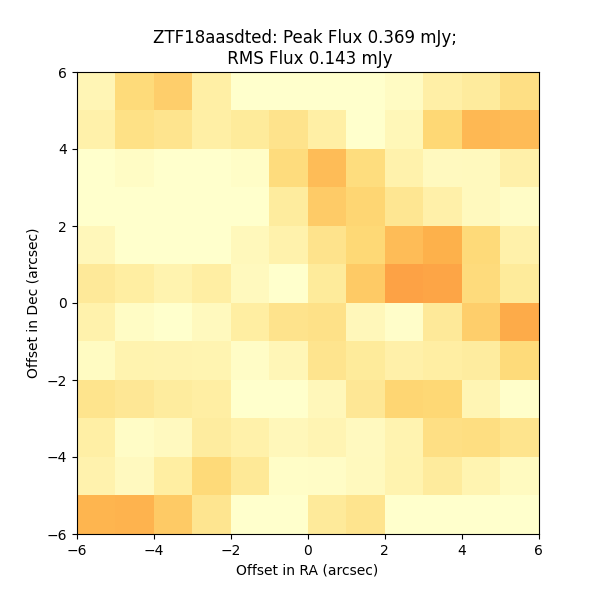 ZTF18aasdted: Peak Flux 0.369 mJy;
RMS Flux 0.143 mJy
6
4
2
0
−2
−4
−6
Offset in Dec (arcsec)
−6 −4 −2 0 2 4 6
Offset in RA (arcsec)